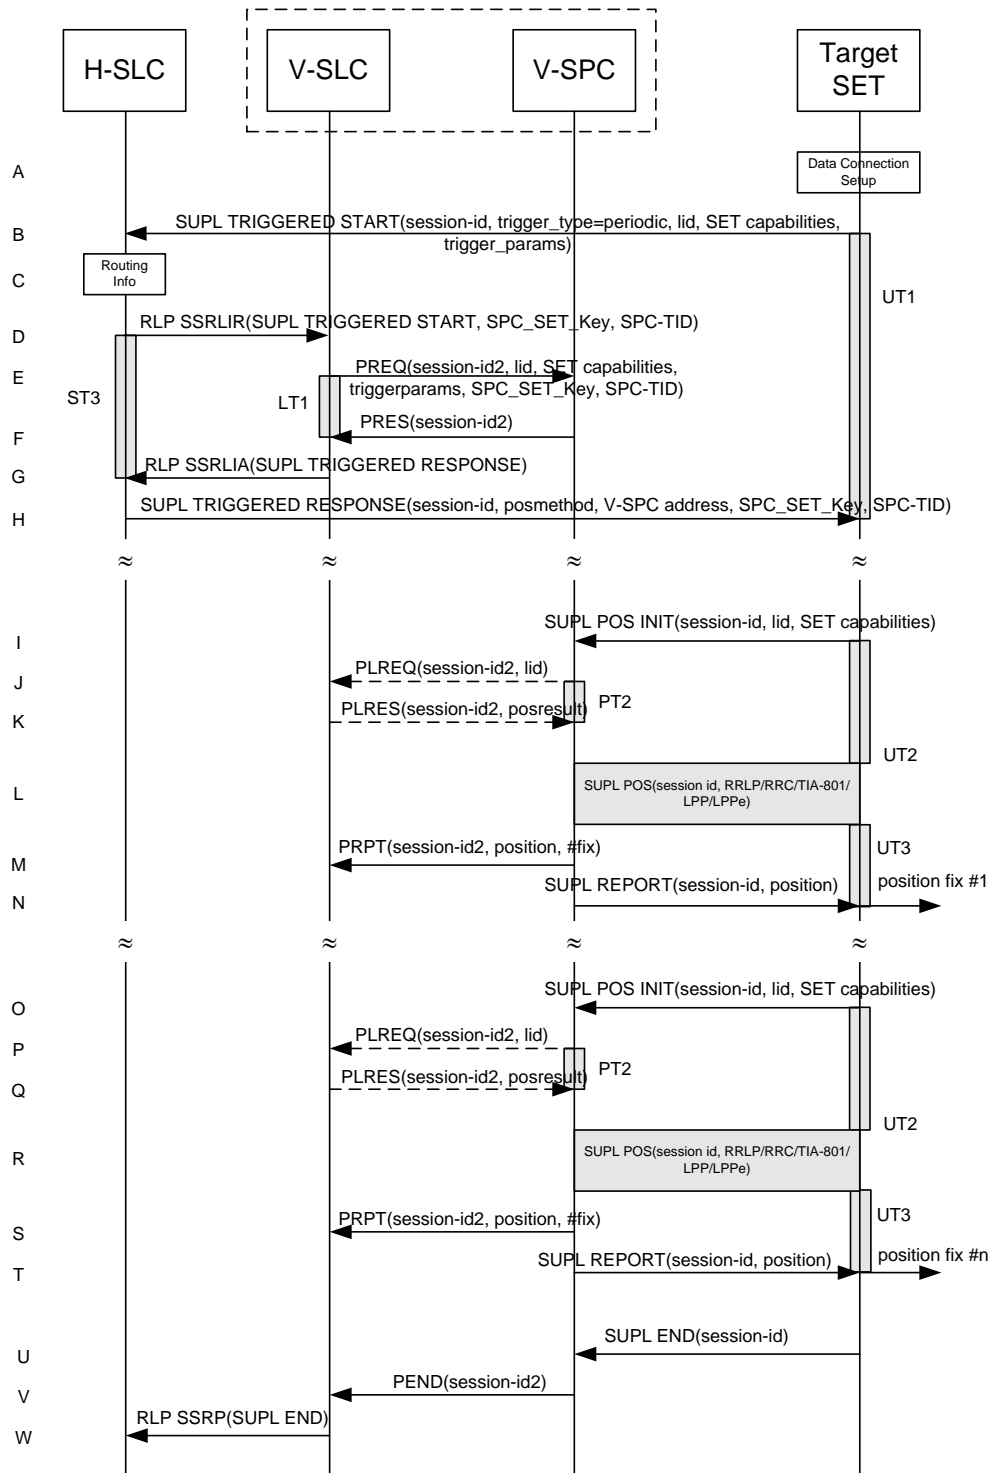 H-SLC
V-SLC
V-SPC
Target
SET
A
Data Connection
Setup
B
SUPL TRIGGERED START(session-id, trigger_type=periodic, lid, SET capabilities,
trigger_params)
C
Routing
Info
UT1
D
RLP SSRLIR(SUPL TRIGGERED START, SPC_SET_Key, SPC-TID)
E
PREQ(session-id2, lid, SET capabilities,
triggerparams, SPC_SET_Key, SPC-TID)
ST3
LT1
F
PRES(session-id2)
G
RLP SSRLIA(SUPL TRIGGERED RESPONSE)
H
SUPL TRIGGERED RESPONSE(session-id, posmethod, V-SPC address, SPC_SET_Key, SPC-TID)
≈ ≈ ≈ ≈
I
SUPL POS INIT(session-id, lid, SET capabilities)
J
PLREQ(session-id2, lid)
PT2
K
PLRES(session-id2, posresult)
UT2
L
SUPL POS(session id, RRLP/RRC/TIA-801/
LPP/LPPe)
UT3
M
PRPT(session-id2, position, #fix)
N
SUPL REPORT(session-id, position)
position fix #1
≈ ≈ ≈ ≈
O
SUPL POS INIT(session-id, lid, SET capabilities)
P
PLREQ(session-id2, lid)
PT2
Q
PLRES(session-id2, posresult)
UT2
R
SUPL POS(session id, RRLP/RRC/TIA-801/
LPP/LPPe)
UT3
S
PRPT(session-id2, position, #fix)
T
SUPL REPORT(session-id, position)
position fix #n
U
SUPL END(session-id)
V
PEND(session-id2)
W
RLP SSRP(SUPL END)